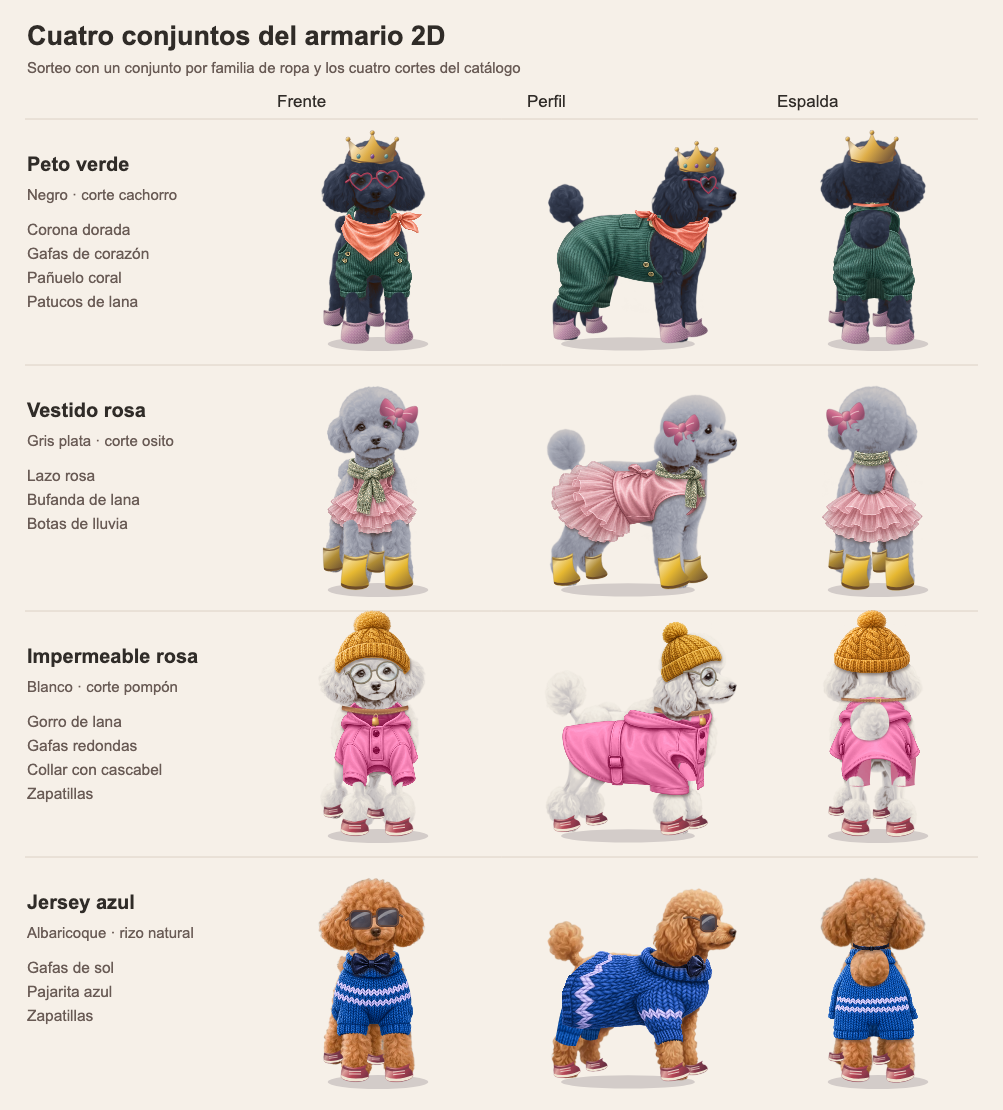 Cuatro conjuntos del armario 2D
Sorteo con un conjunto por familia de ropa y los cuatro cortes del catálogo
Frente
Perfil
Espalda
Peto verde
Negro · corte cachorro
Corona dorada
Gafas de corazón
Pañuelo coral
Patucos de lana
Vestido rosa
Gris plata · corte osito
Lazo rosa
Bufanda de lana
Botas de lluvia
Impermeable rosa
Blanco · corte pompón
Gorro de lana
Gafas redondas
Collar con cascabel
Zapatillas
Jersey azul
Albaricoque · rizo natural
Gafas de sol
Pajarita azul
Zapatillas